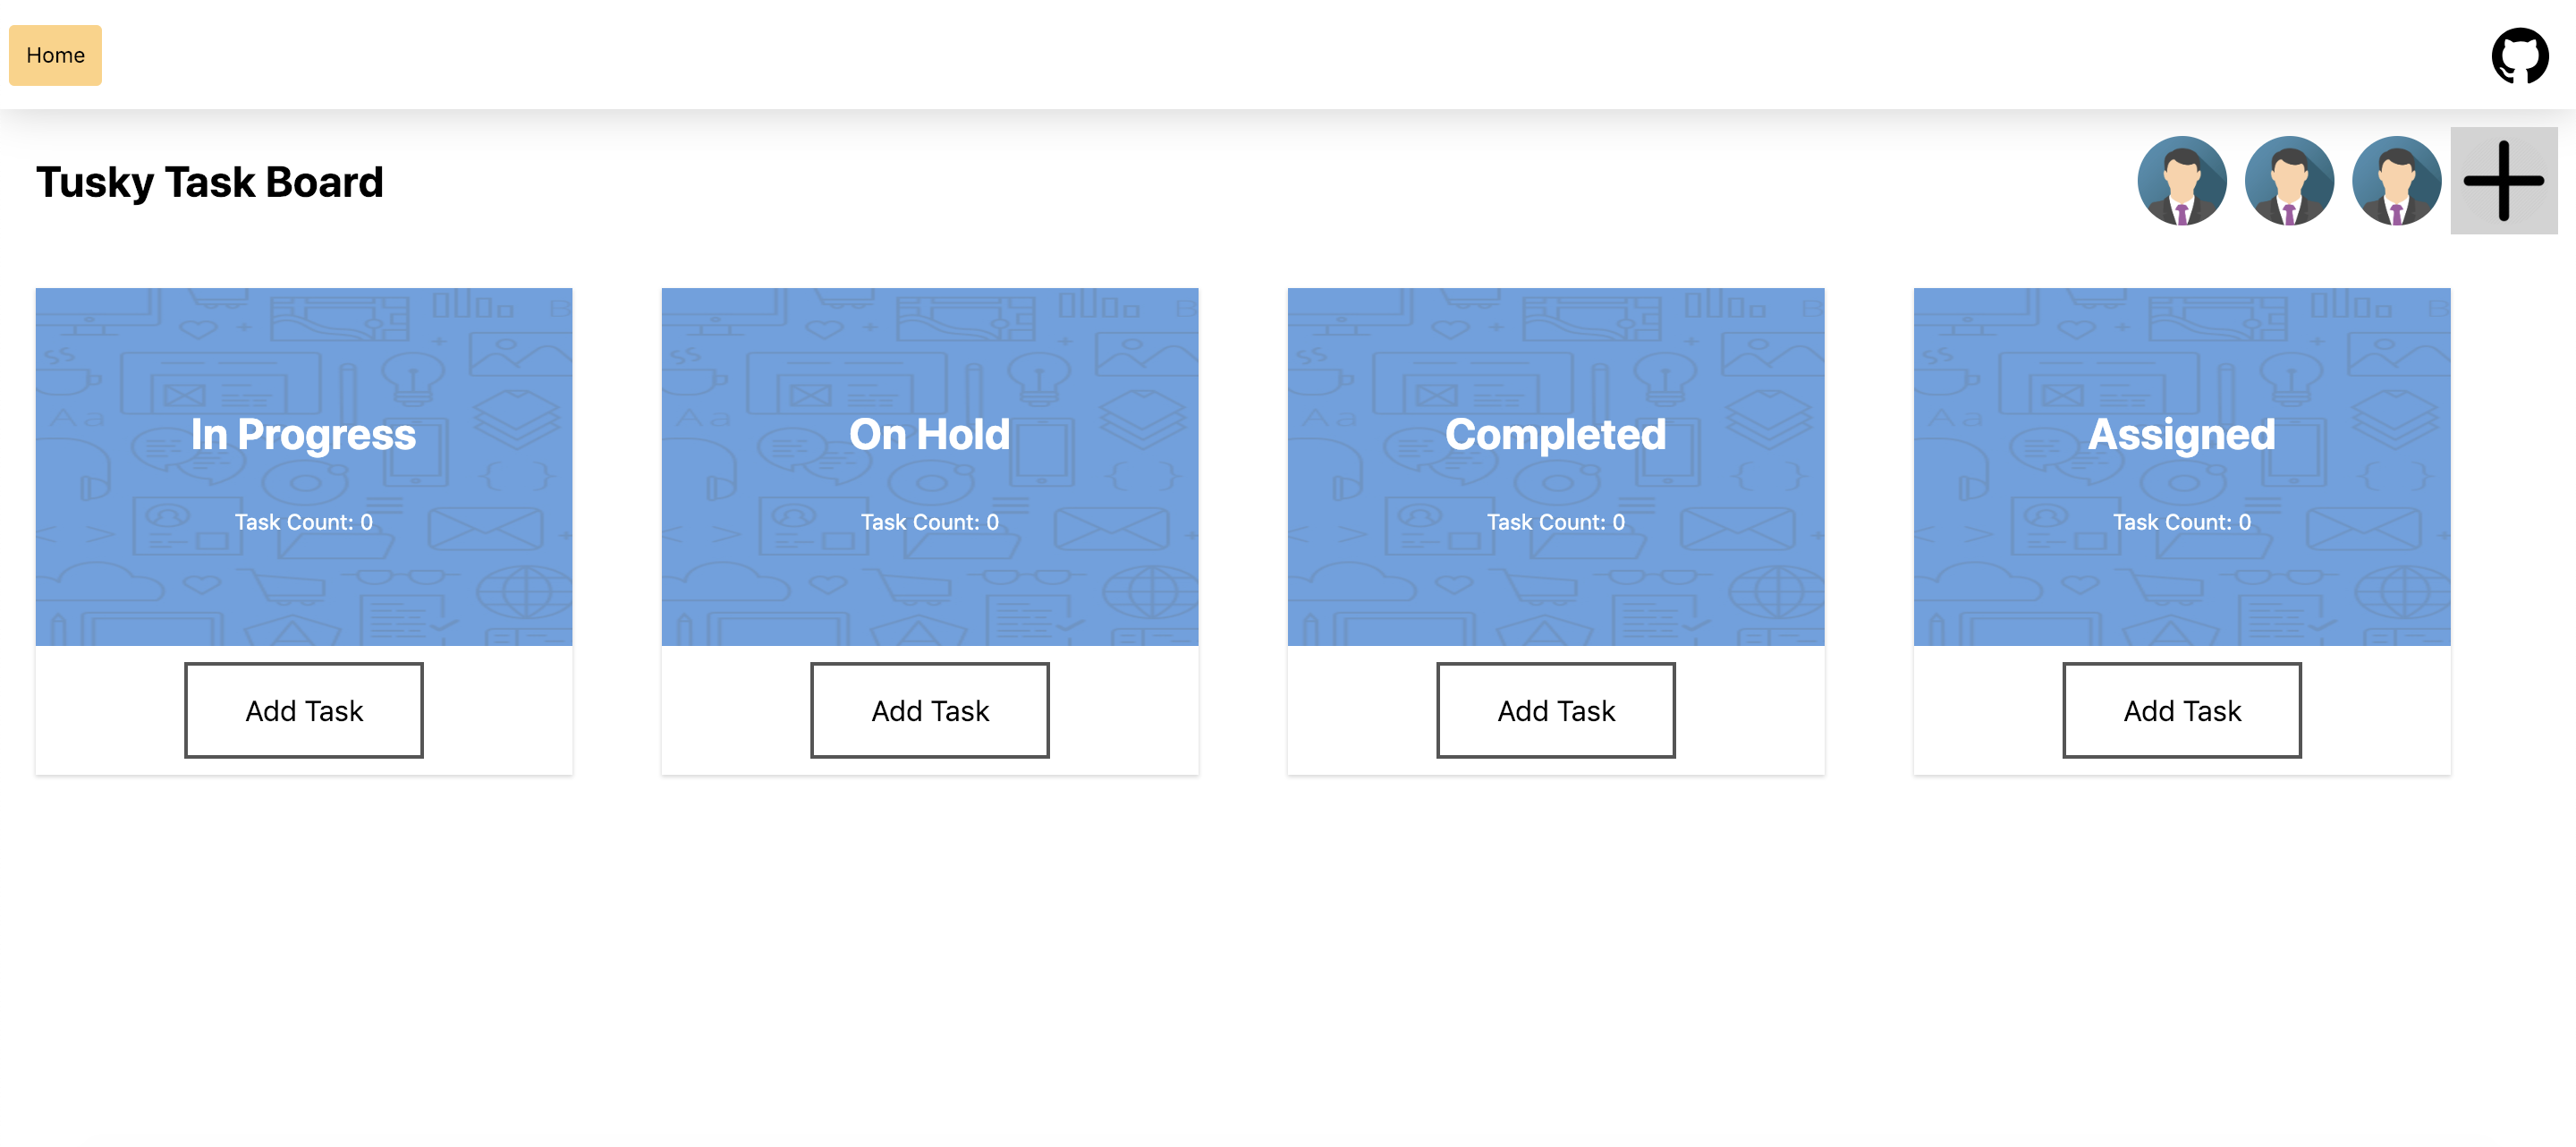 Home
Tusky Task Board
In Progress
On Hold
Completed
Assigned
Task Count: 0
Task Count: 0
Task Count: 0
Task Count: 0
Add Task
Add Task
Add Task
Add Task